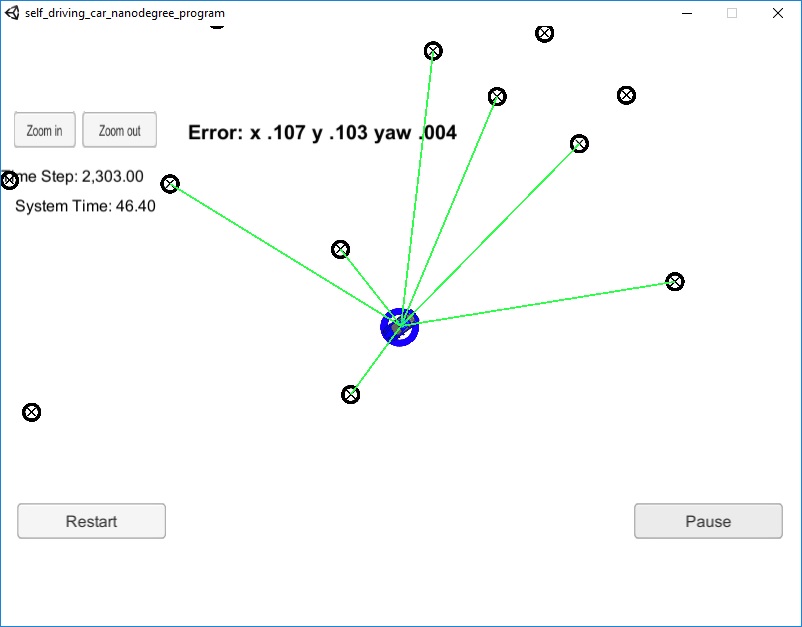 self_driving_car_nanodegree_program
Zoom in
Zoom out
Error: x .107 y .103 yaw .004
Step: 2,303.00
System Time: 46.40
Restart
Pause